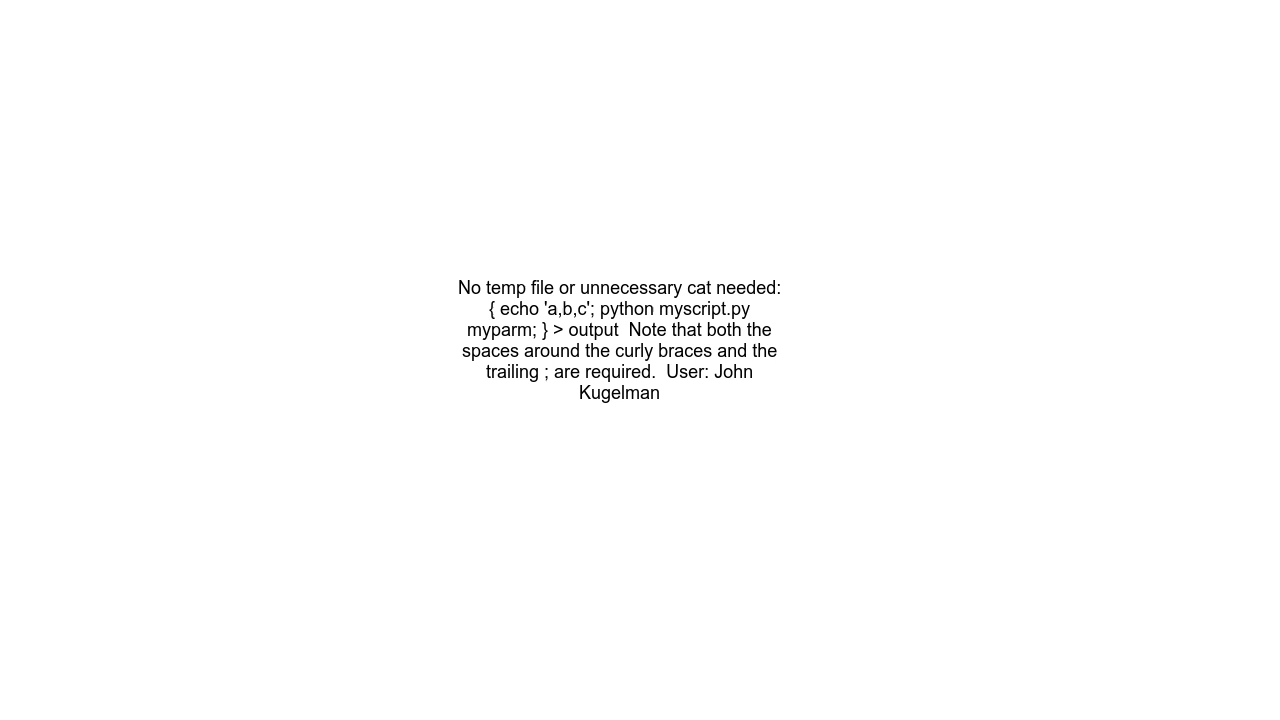 No temp file or unnecessary cat needed:
{ echo 'a,b,c'; python myscript.py
myparm; } > output  Note that both the
spaces around the curly braces and the
trailing ; are required.  User: John
Kugelman